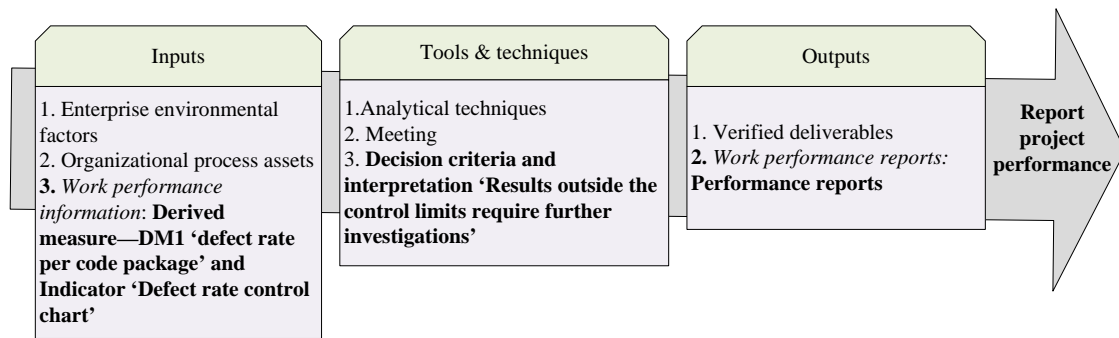 Inputs
1. Enterprise environmental
factors
2. Organizational process assets
3. Work performance
information: Derived
measure—DM1 ‘defect rate
per code package’ and
Indicator ‘Defect rate control
chart’
Tools & techniques
1.Analytical techniques
2. Meeting
3. Decision criteria and
interpretation ‘Results outside the
control limits require further
investigations’
Outputs
1. Verified deliverables
2. Work performance reports:
Performance reports
Report
project
performance